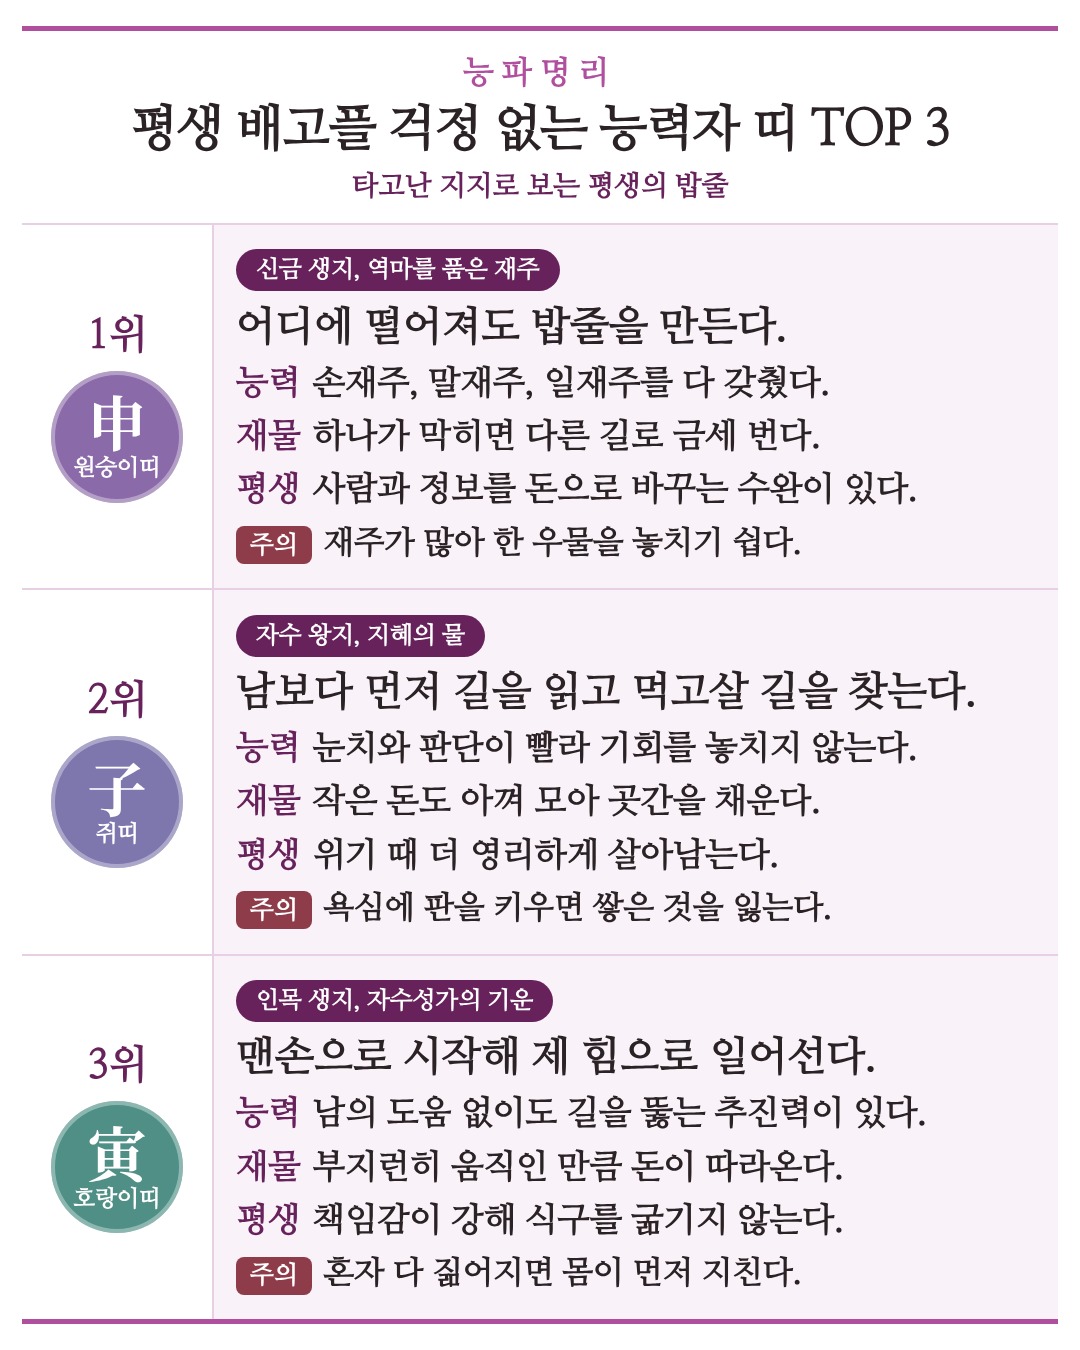 능파명리
평생 배고플 걱정 없는 능력자 띠 TOP 3
타고난 지지로 보는 평생의 밥줄
1위
申
원숭이띠
신금 생지, 역마를 품은 재주
어디에 떨어져도 밥줄을 만든다.
능력 손재주, 말재주, 일재주를 다 갖췄다.
재물 하나가 막히면 다른 길로 금세 번다.
평생 사람과 정보를 돈으로 바꾸는 수완이 있다.
주의 재주가 많아 한 우물을 놓치기 쉽다.
2위
子
쥐띠
자수 왕지, 지혜의 물
남보다 먼저 길을 읽고 먹고살 길을 찾는다.
능력 눈치와 판단이 빨라 기회를 놓치지 않는다.
재물 작은 돈도 아껴 모아 곳간을 채운다.
평생 위기 때 더 영리하게 살아남는다.
주의 욕심에 판을 키우면 쌓은 것을 잃는다.
3위
寅
호랑이띠
인목 생지, 자수성가의 기운
맨손으로 시작해 제 힘으로 일어선다.
능력 남의 도움 없이도 길을 뚫는 추진력이 있다.
재물 부지런히 움직인 만큼 돈이 따라온다.
평생 책임감이 강해 식구를 굶기지 않는다.
주의 혼자 다 짊어지면 몸이 먼저 지친다.